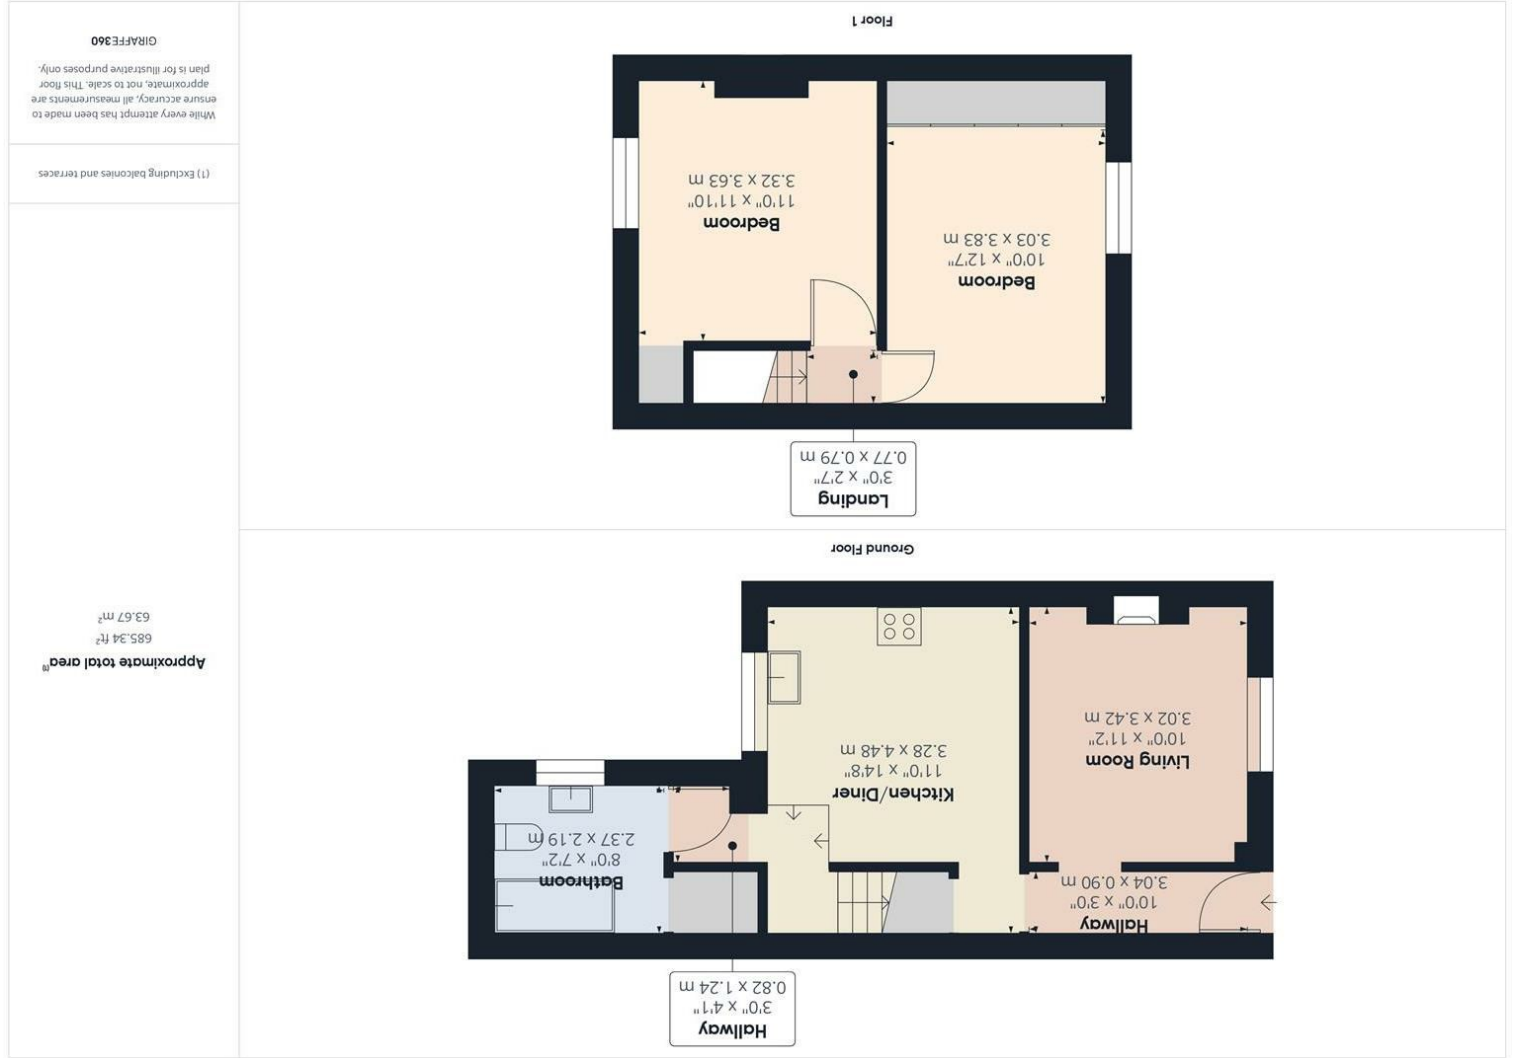 Hallway
3'0" x 4'1"
0.82 x 1.24 m
Hallway
10'0" x 3'0"
3.04 x 0.90 m
Bathroom
8'0" x 7'2"
2.37 x 2.19 m
Kitchen/Diner
11'0" x 14'8"
3.28 x 4.48 m
Living Room
10'0" x 11'2"
3.02 x 3.42 m
Ground Floor
Landing
3'0" x 2'7"
0.77 x 0.79 m
Bedroom
10'0" x 12'7"
3.03 x 3.83 m
Bedroom
11'0" x 11'10"
3.32 x 3.63 m
Floor 1
Approximate total area⁽¹⁾
685.34 ft²
63.67 m²
(1) Excluding balconies and terraces
While every attempt has been made to
ensure accuracy, all measurements are
approximate, not to scale. This floor
plan is for illustrative purposes only.
GIRAFFE360